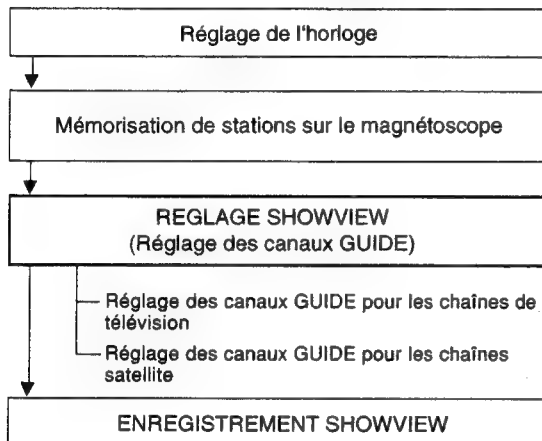 Réglage de l'horloge
Mémorisation de stations sur le magnétoscope
REGLAGE SHOWVIEW
(Réglage des canaux GUIDE)
Réglage des canaux GUIDE pour les chaînes de
télévision
Réglage des canaux GUIDE pour les chaînes
satellite
ENREGISTREMENT SHOWVIEW